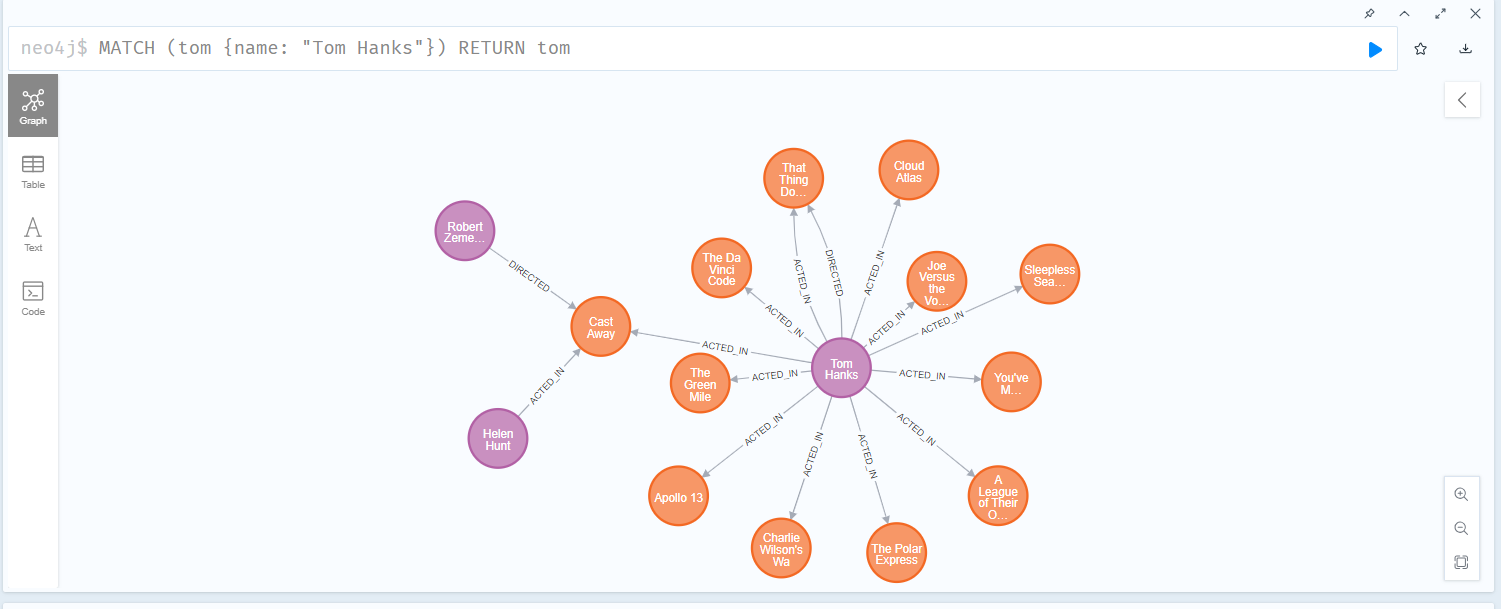 neo4j$ MATCH (tom {name: "Tom Hanks"}) RETURN tom
Graph
Table
Text
Code
That
Thing
Do...
Cloud
Atlas
Robert
Zeme...
DIRECTED
The Da
Vinci
Code
ACTED_IN
DIRECTED
ACTED_IN
Joe
Versus
the
Vo...
Sleepless
Sea...
ACTED_IN
ACTED_IN
ACTED_IN
Cast
Away
ACTED_IN
Tom
Hanks
The
Green
Mile
ACTED_IN
ACTED_IN
You've
M...
ACTED_IN
Helen
Hunt
ACTED_IN
ACTED_IN
ACTED_IN
ACTED_IN
Apollo 13
A
League
of Their
O...
Charlie
Wilson's
Wa
The Polar
Express